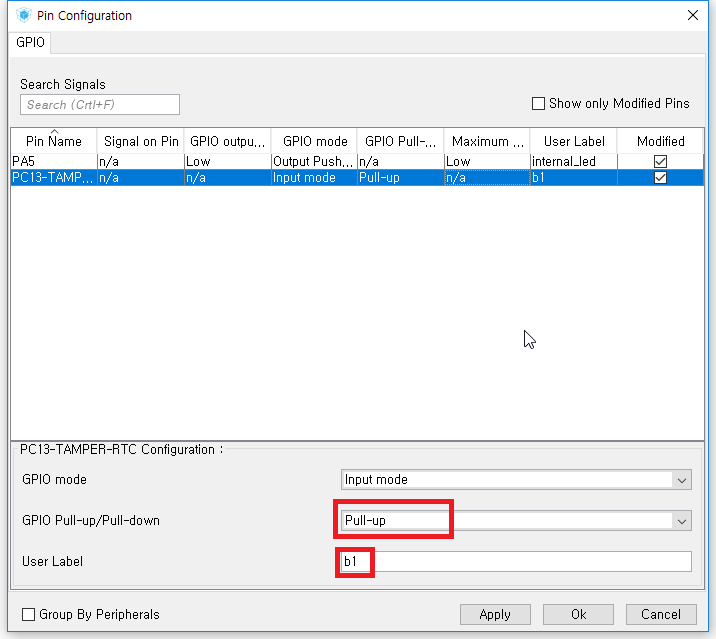 Pin Configuration
GPIO
Search Signals
Search (Crtl+F)
Show only Modified Pins
Pin Name Signal on Pin GPIO outpu... GPIO mode GPIO Pull-... Maximum ... User Label Modified
PA5 n/a Low Output Push... n/a Low internal_led
PC13-TAMP... n/a n/a Input mode Pull-up n/a b1
PC13-TAMPER-RTC Configuration :
GPIO mode Input mode
GPIO Pull-up/Pull-down Pull-up
User Label b1
Group By Peripherals Apply Ok Cancel